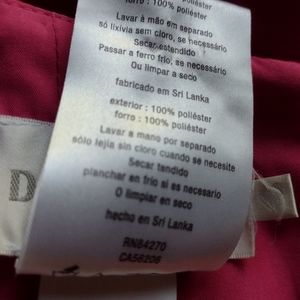 forro : 100% poliéster
Lavar à mão em separado
só lixívia sem cloro, se necessário
Secar estendido
Passar a ferro frio, se necessário
Ou limpar a seco
fabricado em Sri Lanka
exterior : 100% poliéster
forro : 100% poliéster
Lavar a mano por separado
sólo lejía sin cloro cuando se necesite
Secar tendido
planchar en frio si es necesario
O limpiar en seco
hecho en Sri Lanka
RN84270
CA56206
D